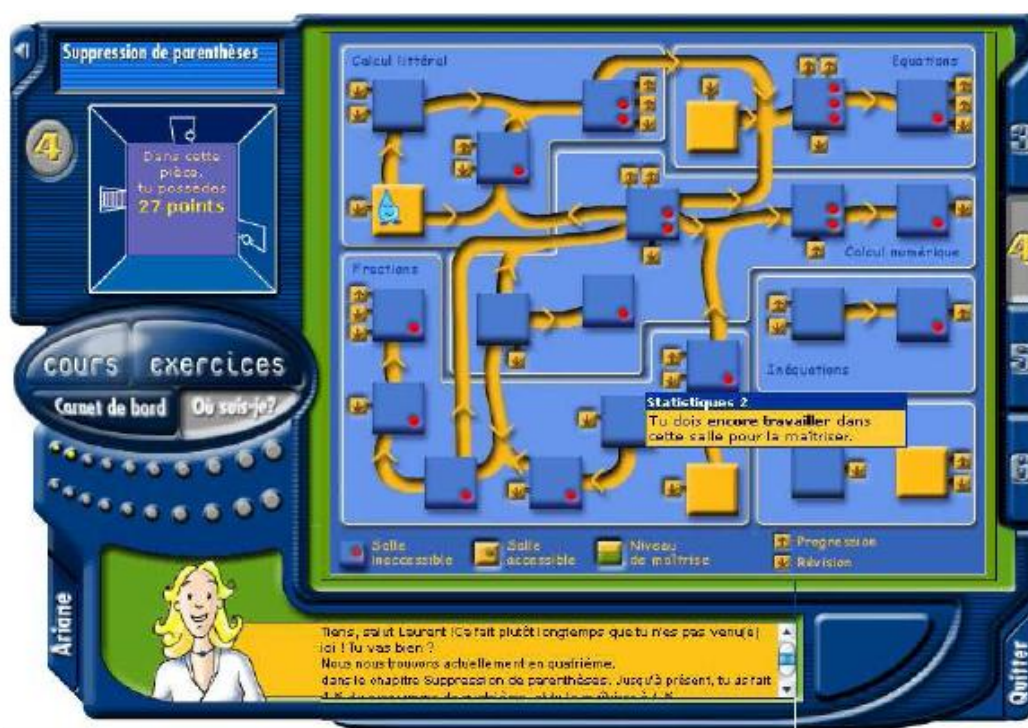 Suppression de parenthèses
4
Dans cette
pièce,
tu possèdes
27 points
cours exercices
Carnet de bord Où suis-je?
Calcul littéral
Equations
Calcul numérique
Fractions
Inéquations
Statistiques 2
Tu dois encore travailler dans
cette salle pour la maîtriser.
Salle
inaccessible
Salle
accessible
Niveau
de maîtrise
Progression
Révision
3
4
5
6
Ariane
Tiens, salut Laurent !Ca fait plutôt longtemps que tu n'es pas venu(e)
ici ! Tu vas bien ?
Nous nous trouvons actuellement en quatrième,
dans le chapitre Suppression de parenthèses. Jusqu'à présent, tu as fait
Quitter